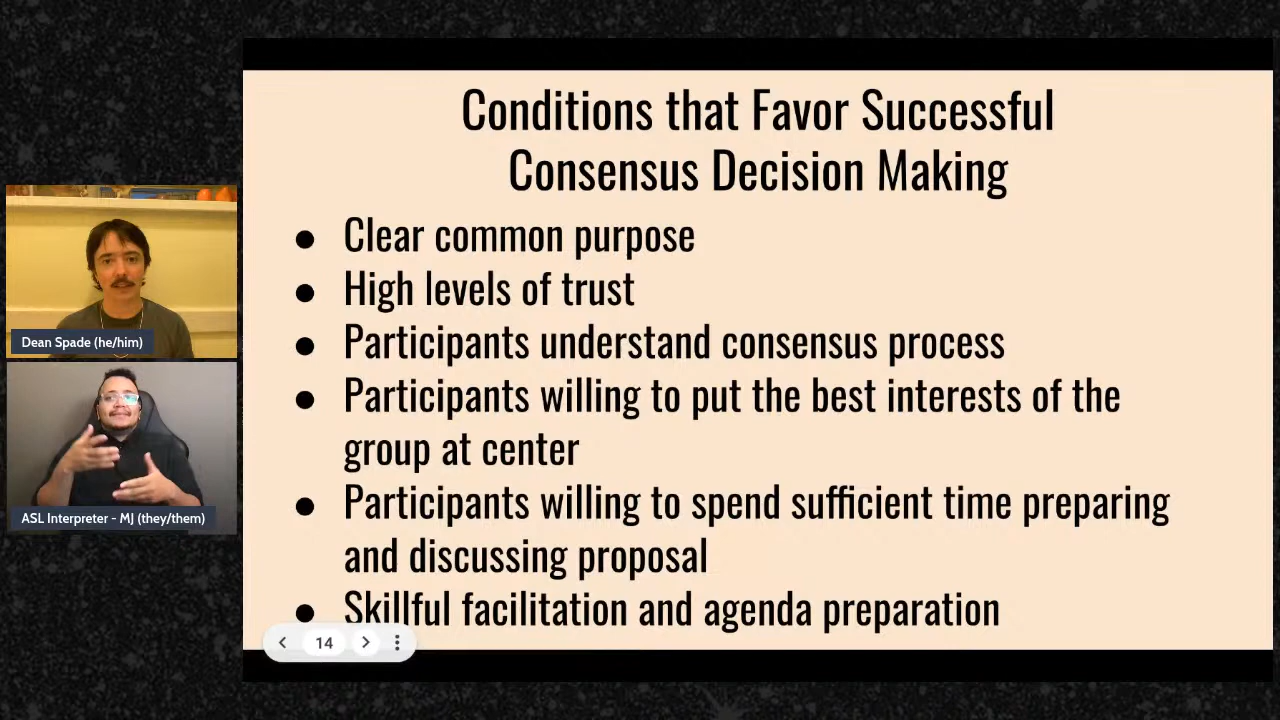 Conditions that Favor Successful
Consensus Decision Making
● Clear common purpose
● High levels of trust
● Participants understand consensus process
● Participants willing to put the best interests of the
group at center
● Participants willing to spend sufficient time preparing
and discussing proposal
● Skillful facilitation and agenda preparation
14
Dean Spade (he/him)
ASL Interpreter - MJ (they/them)